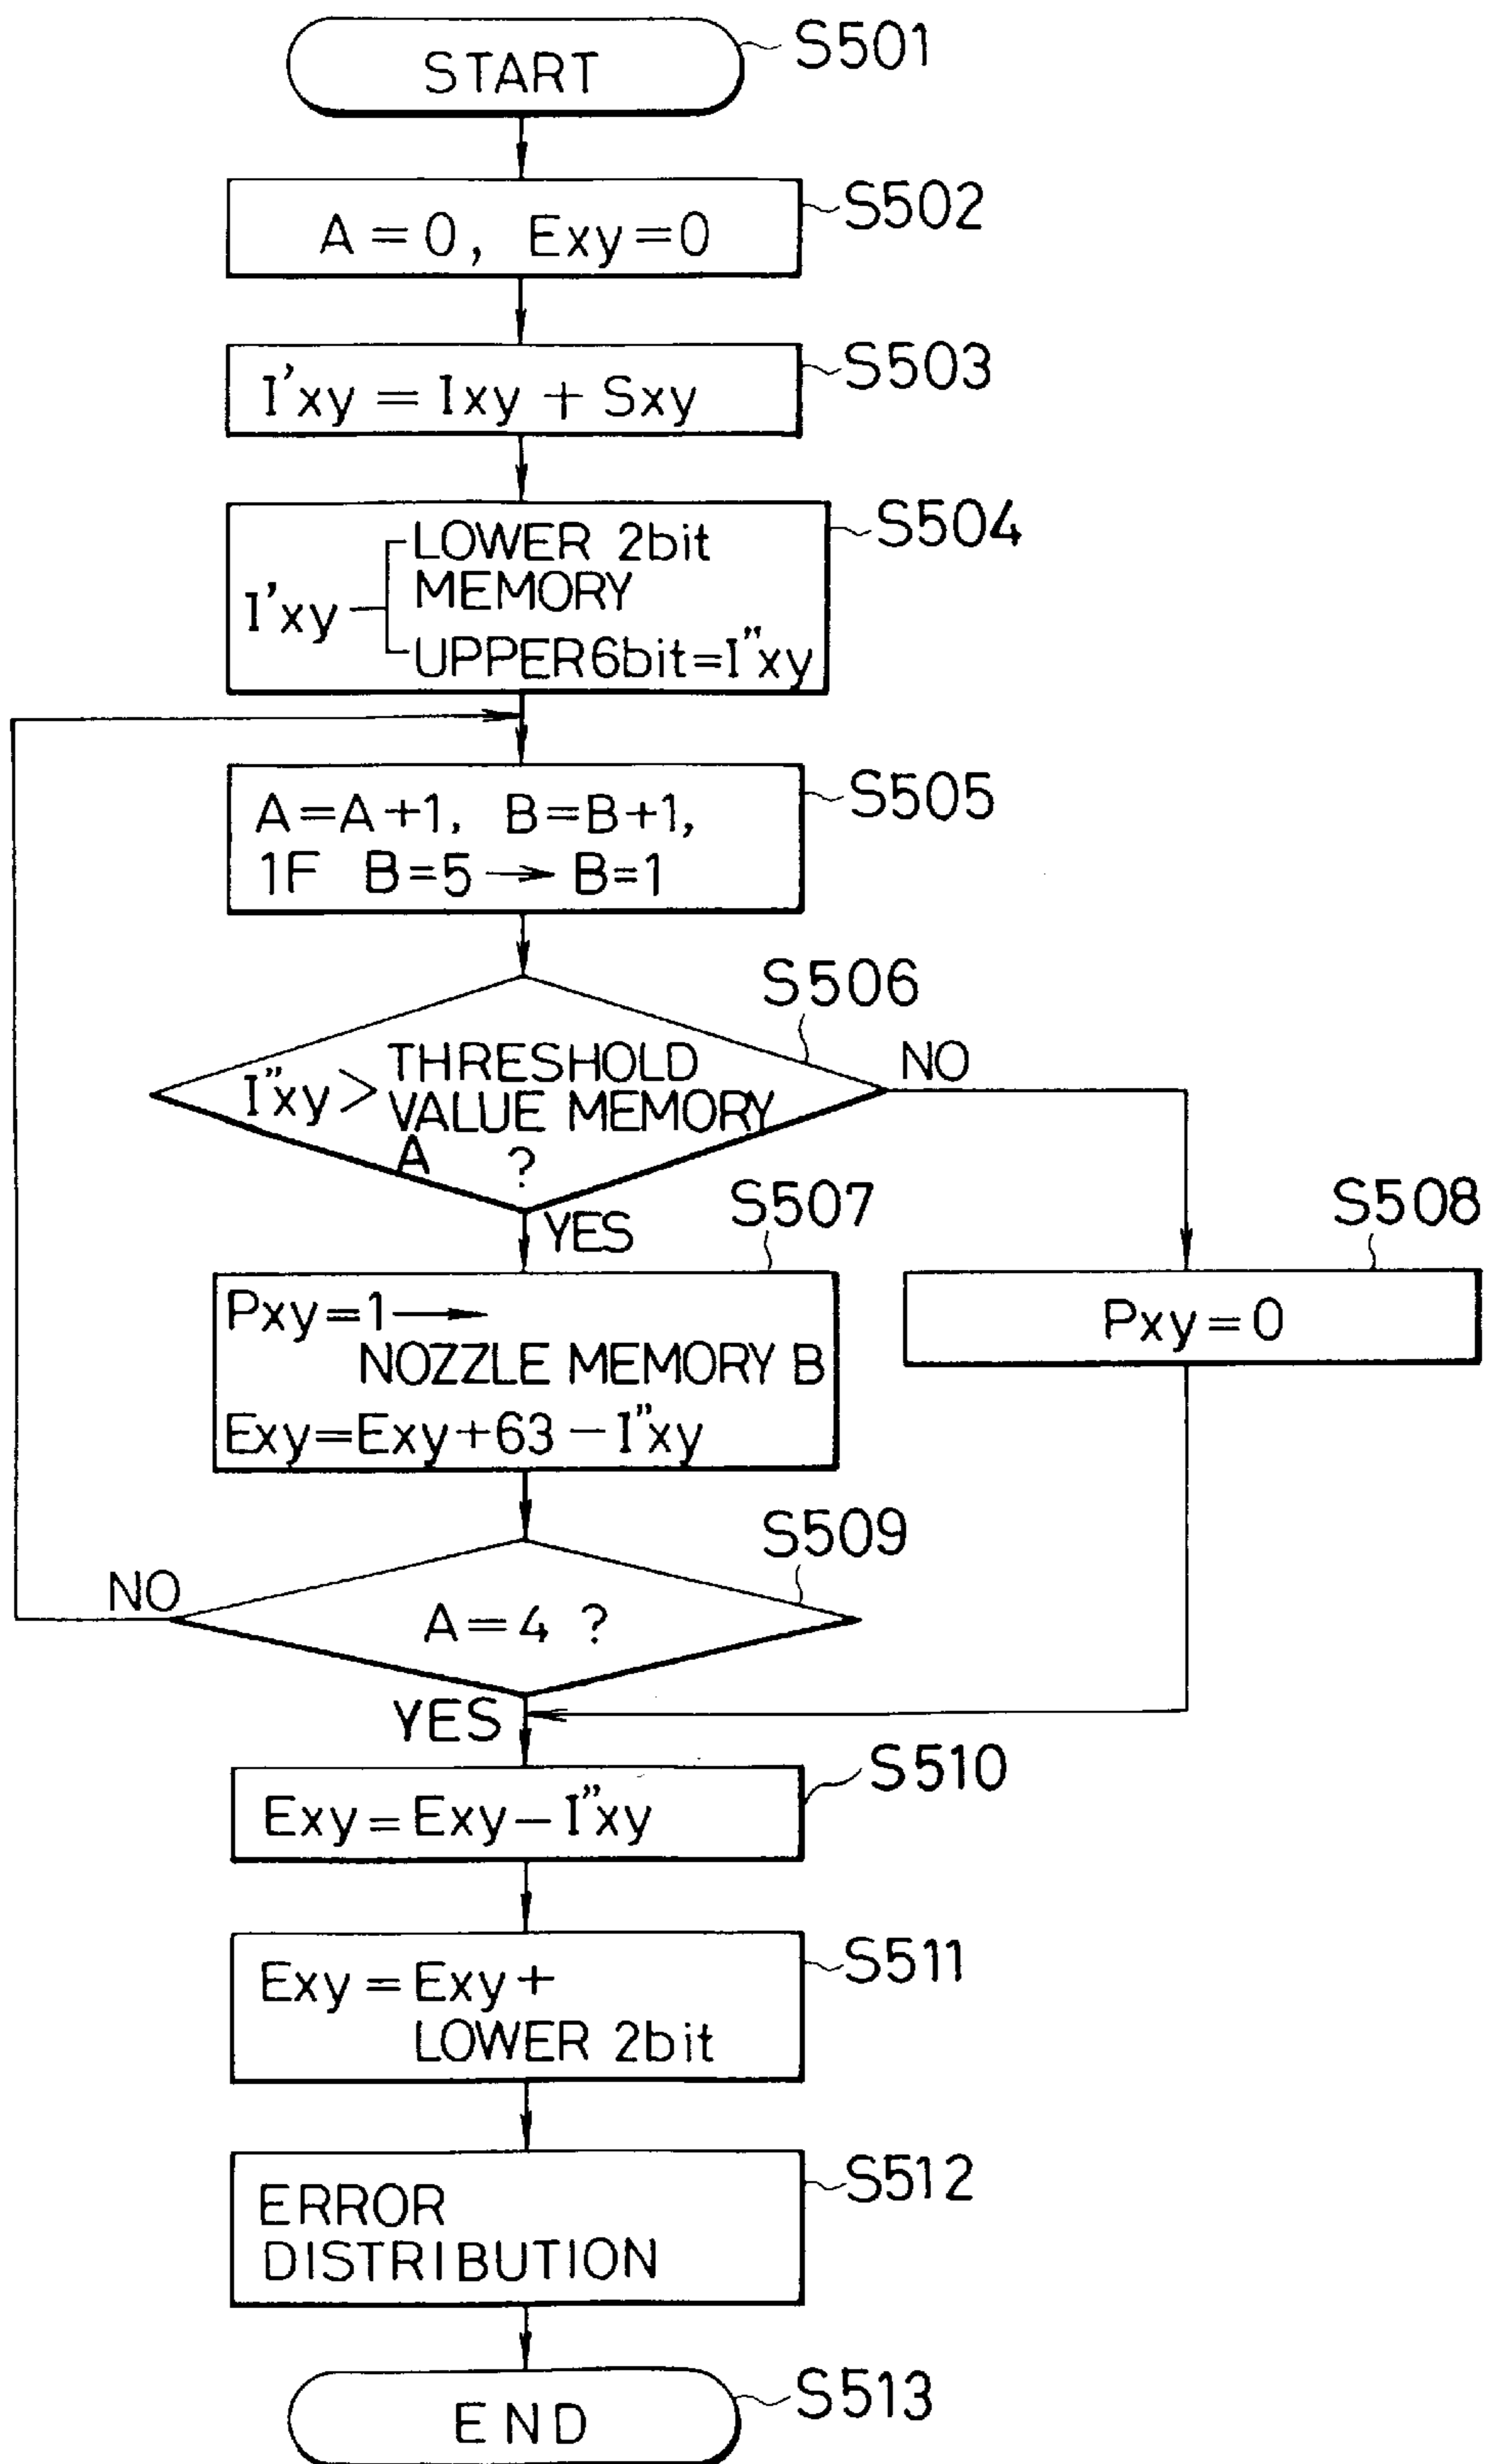 START
S501
A=0, Exy=0
S502
I'xy = Ixy + Sxy
S503
I'xy
LOWER 2bit
MEMORY
UPPER6bit=I"xy
S504
A=A+1, B=B+1,
1F B=5 → B=1
S505
S506
I"xy >
THRESHOLD
VALUE MEMORY
A ?
NO
YES
S507
Pxy=1 →
NOZZLE MEMORY B
Exy=Exy+63-I"xy
S508
Pxy=0
S509
A=4 ?
NO
YES
S510
Exy=Exy-I"xy
S511
Exy=Exy+
LOWER 2bit
S512
ERROR
DISTRIBUTION
S513
END